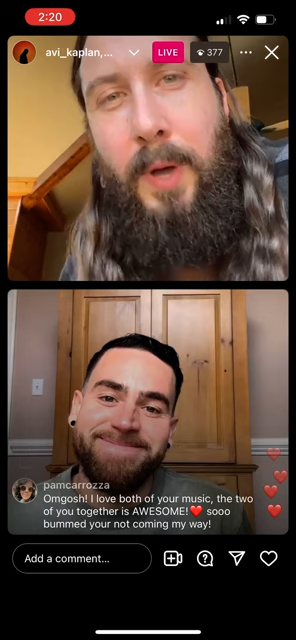 2:20
avi_kaplan,...
LIVE
377
pamcarrozza
Omgosh! I love both of your music, the two
of you together is AWESOME!❤️ sooo
bummed your not coming my way!
Add a comment...